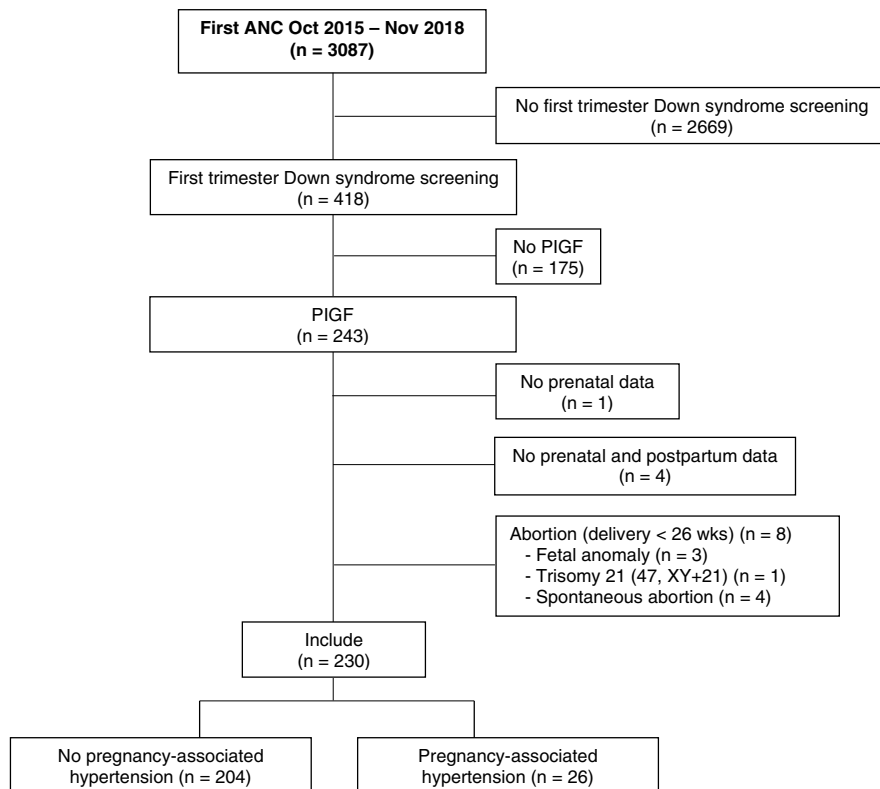 First ANC Oct 2015 – Nov 2018
(n = 3087)
No first trimester Down syndrome screening
(n = 2669)
First trimester Down syndrome screening
(n = 418)
No PIGF
(n = 175)
PIGF
(n = 243)
No prenatal data
(n = 1)
No prenatal and postpartum data
(n = 4)
Abortion (delivery < 26 wks) (n = 8)
- Fetal anomaly (n = 3)
- Trisomy 21 (47, XY+21) (n = 1)
- Spontaneous abortion (n = 4)
Include
(n = 230)
No pregnancy-associated
hypertension (n = 204)
Pregnancy-associated
hypertension (n = 26)